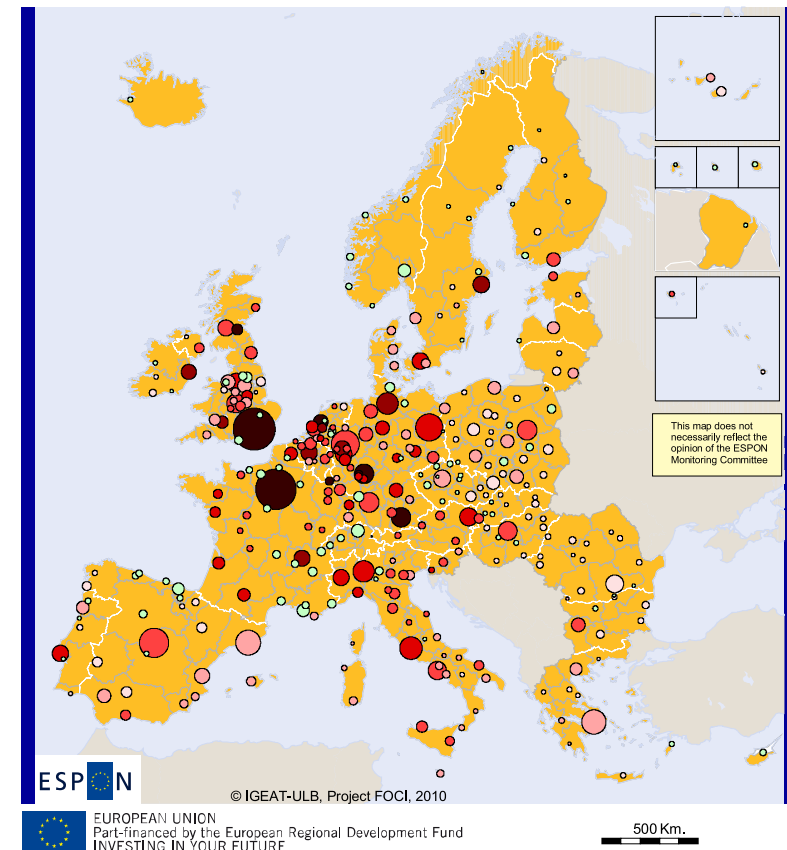 This map does not
necessarily reflect the
opinion of the ESPON
Monitoring Committee
ESPON
© IGEAT-ULB, Project FOCI, 2010
EUROPEAN UNION
Part-financed by the European Regional Development Fund
INVESTING IN YOUR FUTURE
500 Km.